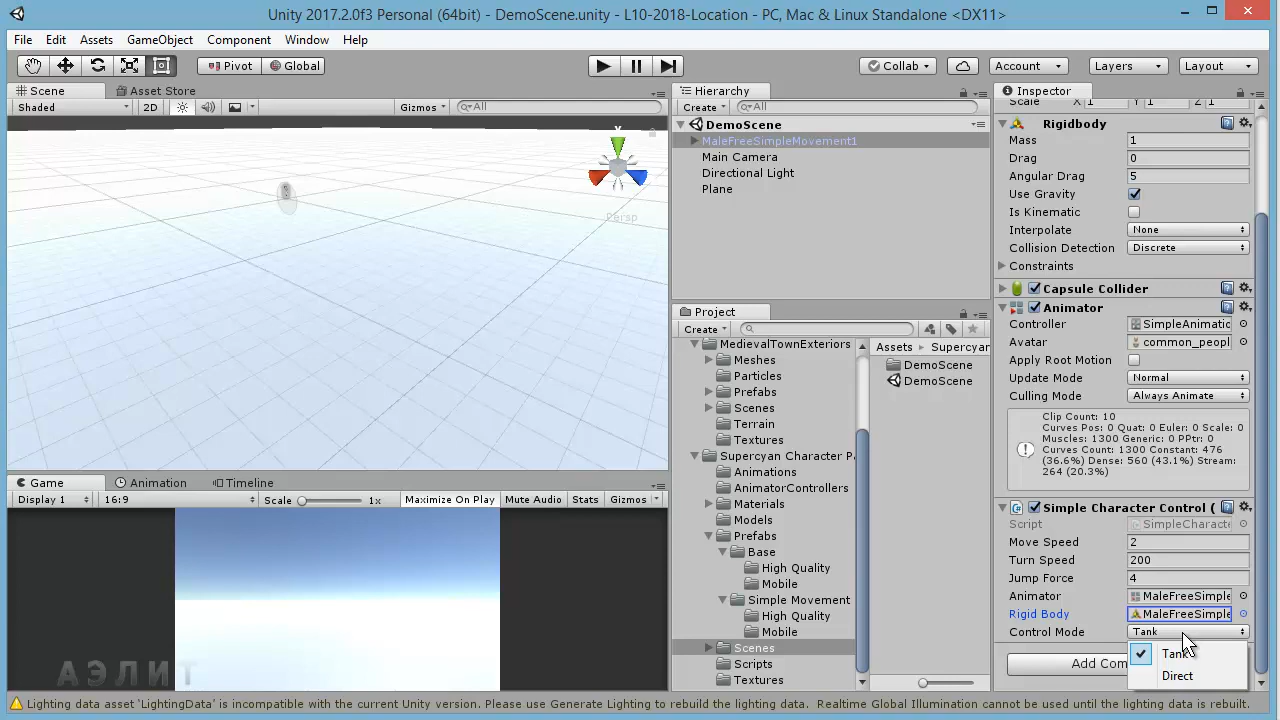 Unity 2017.2.0f3 Personal (64bit) - DemoScene.unity - L10-2018-Location - PC, Mac & Linux Standalone <DX11>
File Edit Assets GameObject Component Window Help
Pivot Global Collab Account Layers Layout
Scene Asset Store
Shaded 2D Gizmos All
Y
Persp
Game Animation Timeline
Display 1 16:9 Scale 1x Maximize On Play Mute Audio Stats Gizmos
АЭЛИТ
Hierarchy
Create All
DemoScene
MaleFreeSimpleMovement1
Main Camera
Directional Light
Plane
Project
Create
MedievalTownExteriors
Meshes
Particles
Prefabs
Scenes
Terrain
Textures
Supercyan Character P
Animations
AnimatorControllers
Materials
Models
Prefabs
Base
High Quality
Mobile
Simple Movement
High Quality
Mobile
Scenes
Scripts
Textures
Assets Supercyan
DemoScene
DemoScene
Inspector
Scale X 1 Y 1 Z 1
Rigidbody
Mass 1
Drag 0
Angular Drag 5
Use Gravity
Is Kinematic
Interpolate None
Collision Detection Discrete
Constraints
Capsule Collider
Animator
Controller SimpleAnimatio
Avatar common_peopl
Apply Root Motion
Update Mode Normal
Culling Mode Always Animate
Clip Count: 10
Curves Pos: 0 Quat: 0 Euler: 0 Scale: 0
Muscles: 1300 Generic: 0 PPtr: 0
Curves Count: 1300 Constant: 476
(36.6%) Dense: 560 (43.1%) Stream:
264 (20.3%)
Simple Character Control (
Script SimpleCharacte
Move Speed 2
Turn Speed 200
Jump Force 4
Animator MaleFreeSimple
Rigid Body MaleFreeSimple
Control Mode Tank
Tank
Direct
Add Com
Lighting data asset 'LightingData' is incompatible with the current Unity version. Please use Generate Lighting to rebuild the lighting data. Realtime Global Illumination cannot be used until the lighting data is rebuilt.